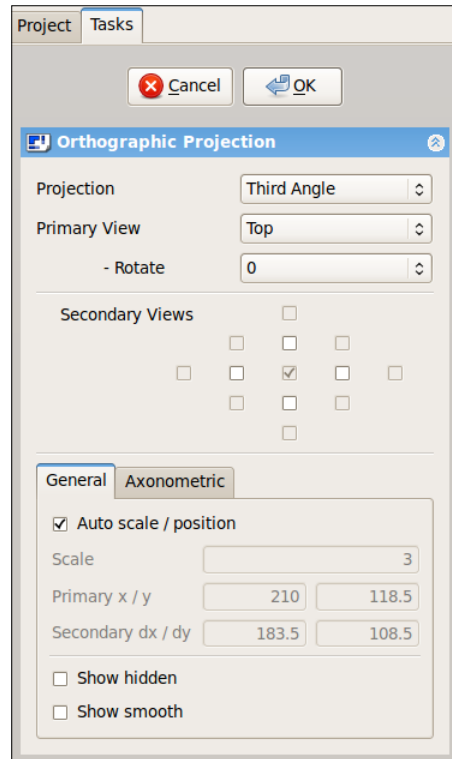 Project Tasks
Cancel OK
Orthographic Projection
Projection Third Angle
Primary View Top
- Rotate 0
Secondary Views
General Axonometric
Auto scale / position
Scale 3
Primary x / y 210 118.5
Secondary dx / dy 183.5 108.5
Show hidden
Show smooth